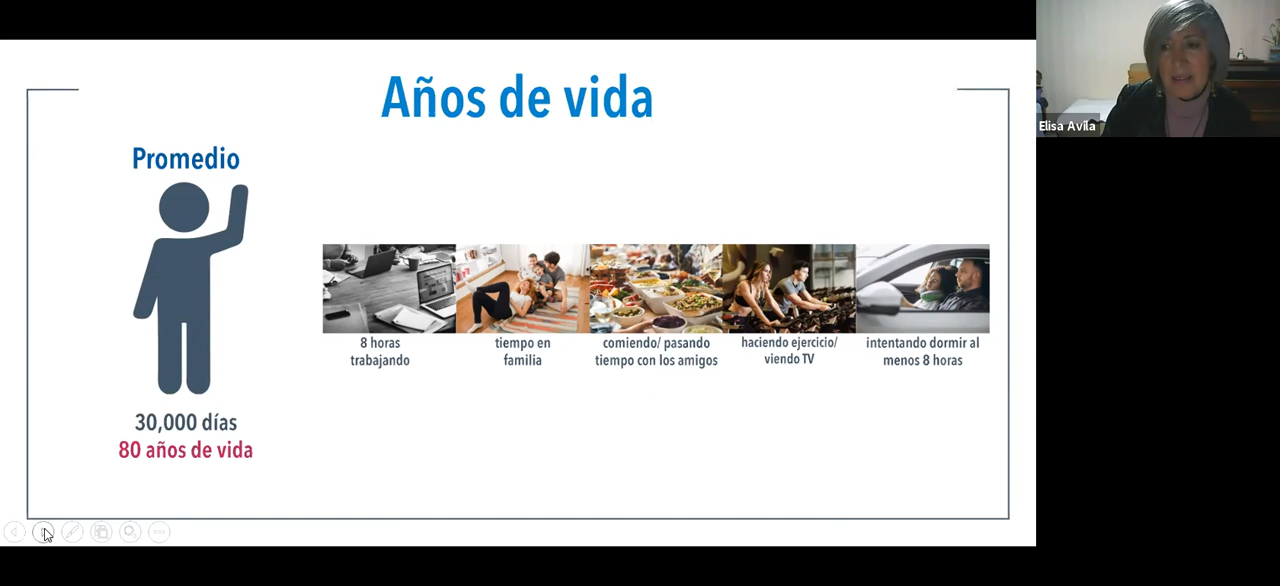 Años de vida
Promedio
30,000 días
80 años de vida
8 horas
trabajando
tiempo en
familia
comiendo/ pasando
tiempo con los amigos
haciendo ejercicio/
viendo TV
intentando dormir al
menos 8 horas
Elisa Avila